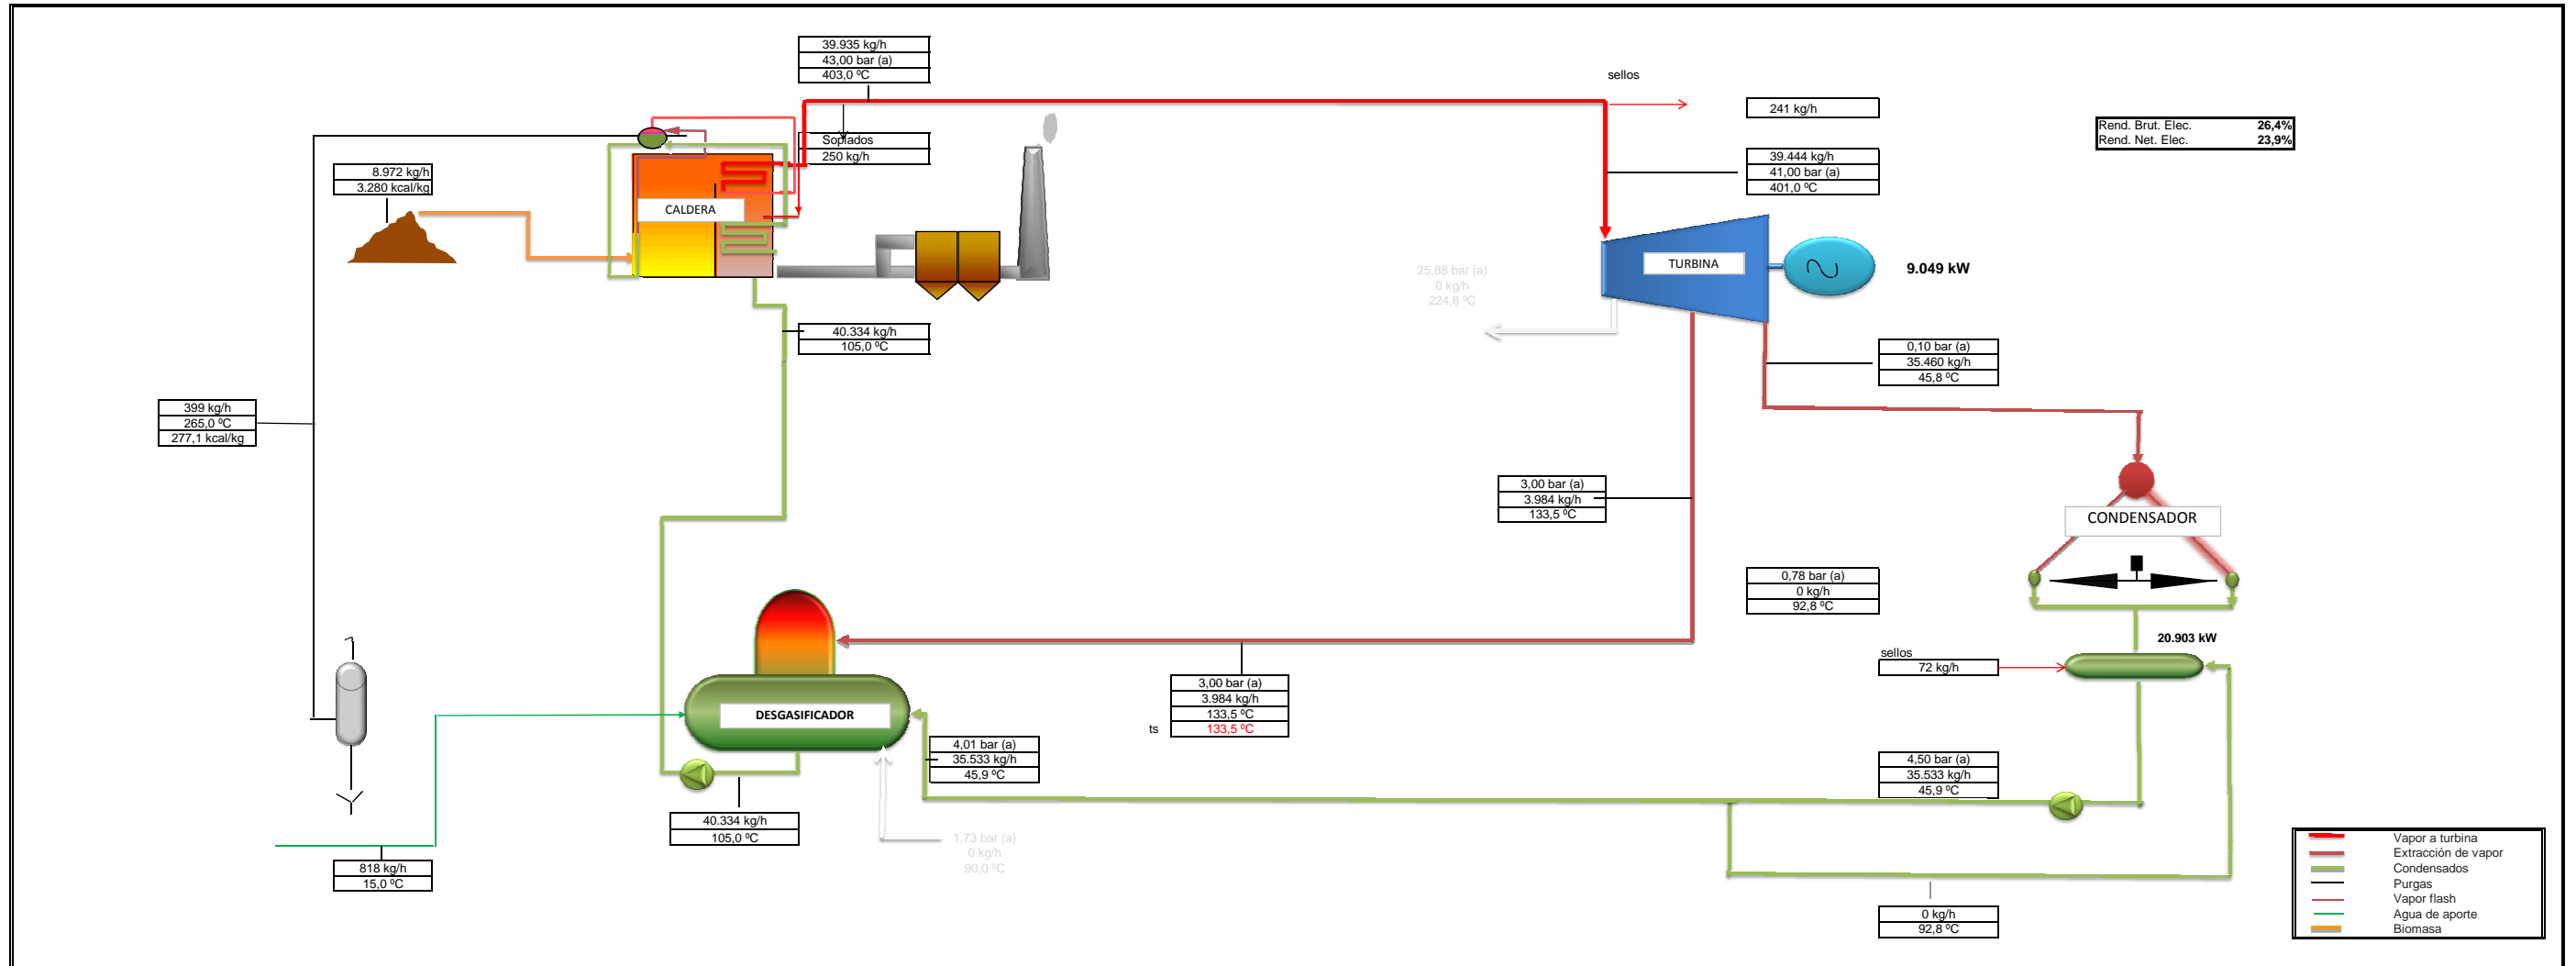 39.935 kg/h
43,00 bar (a)
403,0 ºC
sellos
241 kg/h
Rend. Brut. Elec. 26,4%
Rend. Net. Elec. 23,9%
Soplados
250 kg/h
39.444 kg/h
41,00 bar (a)
401,0 ºC
8.972 kg/h
3.280 kcal/kg
CALDERA
TURBINA
9.049 kW
25,88 bar (a)
0 kg/h
224,8 ºC
40.334 kg/h
105,0 ºC
0,10 bar (a)
35.460 kg/h
45,8 ºC
399 kg/h
265,0 ºC
277,1 kcal/kg
3,00 bar (a)
3.984 kg/h
133,5 ºC
CONDENSADOR
0,78 bar (a)
0 kg/h
92,8 ºC
20.903 kW
sellos
72 kg/h
DESGASIFICADOR
3,00 bar (a)
3.984 kg/h
133,5 ºC
ts 133,5 ºC
4,01 bar (a)
35.533 kg/h
45,9 ºC
4,50 bar (a)
35.533 kg/h
45,9 ºC
40.334 kg/h
105,0 ºC
1,73 bar (a)
0 kg/h
90,0 ºC
818 kg/h
15,0 ºC
0 kg/h
92,8 ºC
Vapor a turbina
Extracción de vapor
Condensados
Purgas
Vapor flash
Agua de aporte
Biomasa